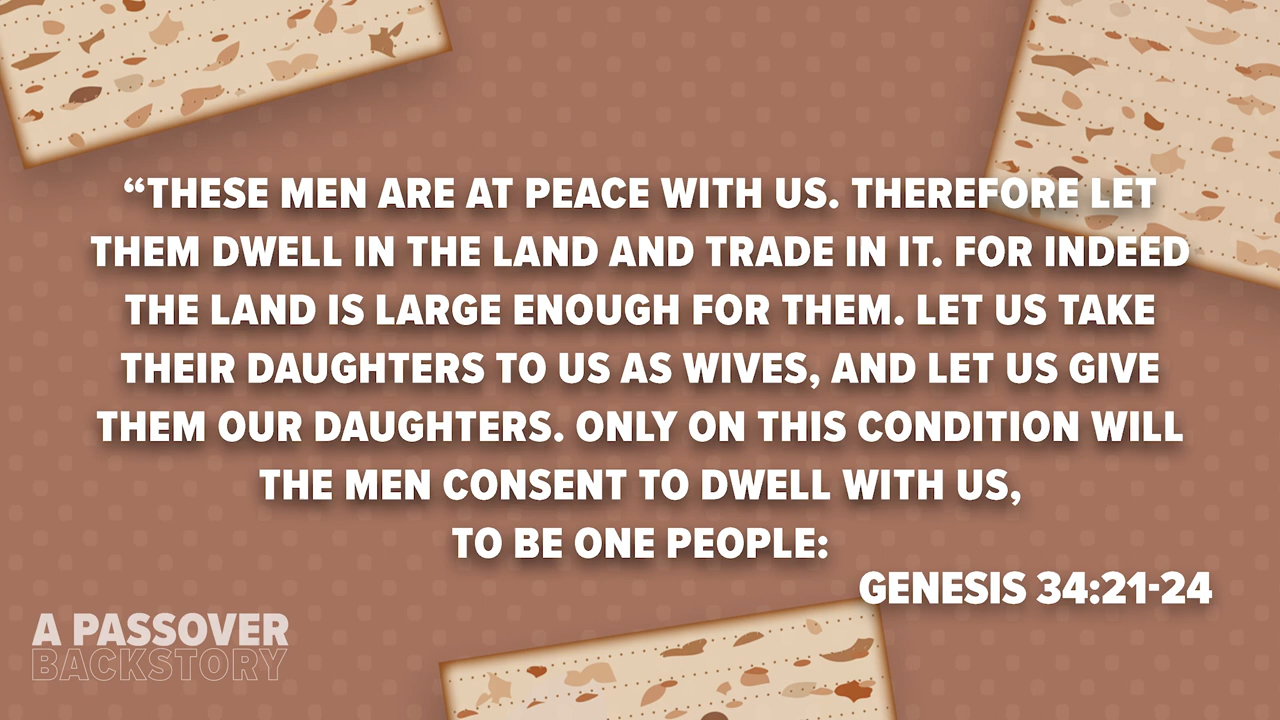 “THESE MEN ARE AT PEACE WITH US. THEREFORE LET
THEM DWELL IN THE LAND AND TRADE IN IT. FOR INDEED
THE LAND IS LARGE ENOUGH FOR THEM. LET US TAKE
THEIR DAUGHTERS TO US AS WIVES, AND LET US GIVE
THEM OUR DAUGHTERS. ONLY ON THIS CONDITION WILL
THE MEN CONSENT TO DWELL WITH US,
TO BE ONE PEOPLE:
GENESIS 34:21-24
A PASSOVER
BACKSTORY